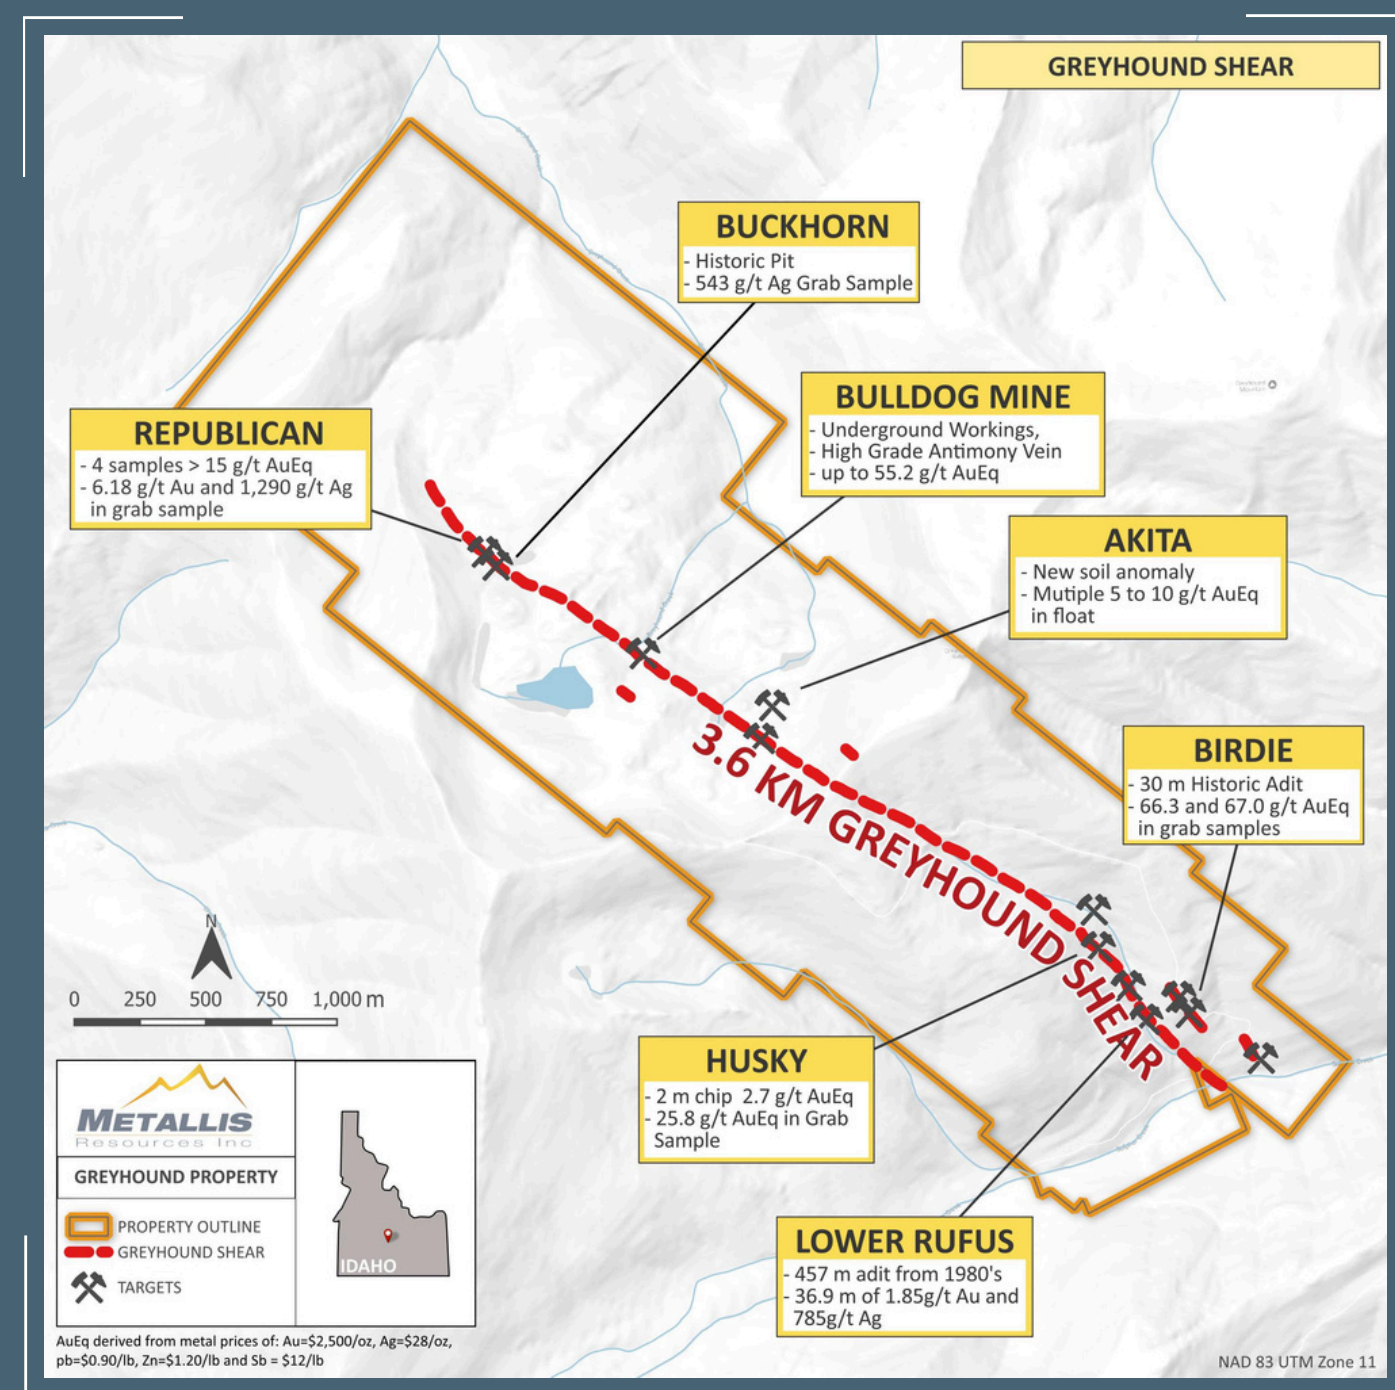 GREYHOUND SHEAR
BUCKHORN
- Historic Pit
- 543 g/t Ag Grab Sample
BULLDOG MINE
- Underground Workings,
- High Grade Antimony Vein
- up to 55.2 g/t AuEq
REPUBLICAN
- 4 samples > 15 g/t AuEq
- 6.18 g/t Au and 1,290 g/t Ag
in grab sample
AKITA
- New soil anomaly
- Mutiple 5 to 10 g/t AuEq
in float
BIRDIE
- 30 m Historic Adit
- 66.3 and 67.0 g/t AuEq
in grab samples
3.6 KM GREYHOUND SHEAR
N
0 250 500 750 1,000 m
HUSKY
- 2 m chip 2.7 g/t AuEq
- 25.8 g/t AuEq in Grab
Sample
LOWER RUFUS
- 457 m adit from 1980's
- 36.9 m of 1.85g/t Au and
785g/t Ag
METALLIS
Resources Inc
GREYHOUND PROPERTY
PROPERTY OUTLINE
GREYHOUND SHEAR
TARGETS
IDAHO
AuEq derived from metal prices of: Au=$2,500/oz, Ag=$28/oz,
pb=$0.90/lb, Zn=$1.20/lb and Sb = $12/lb
NAD 83 UTM Zone 11